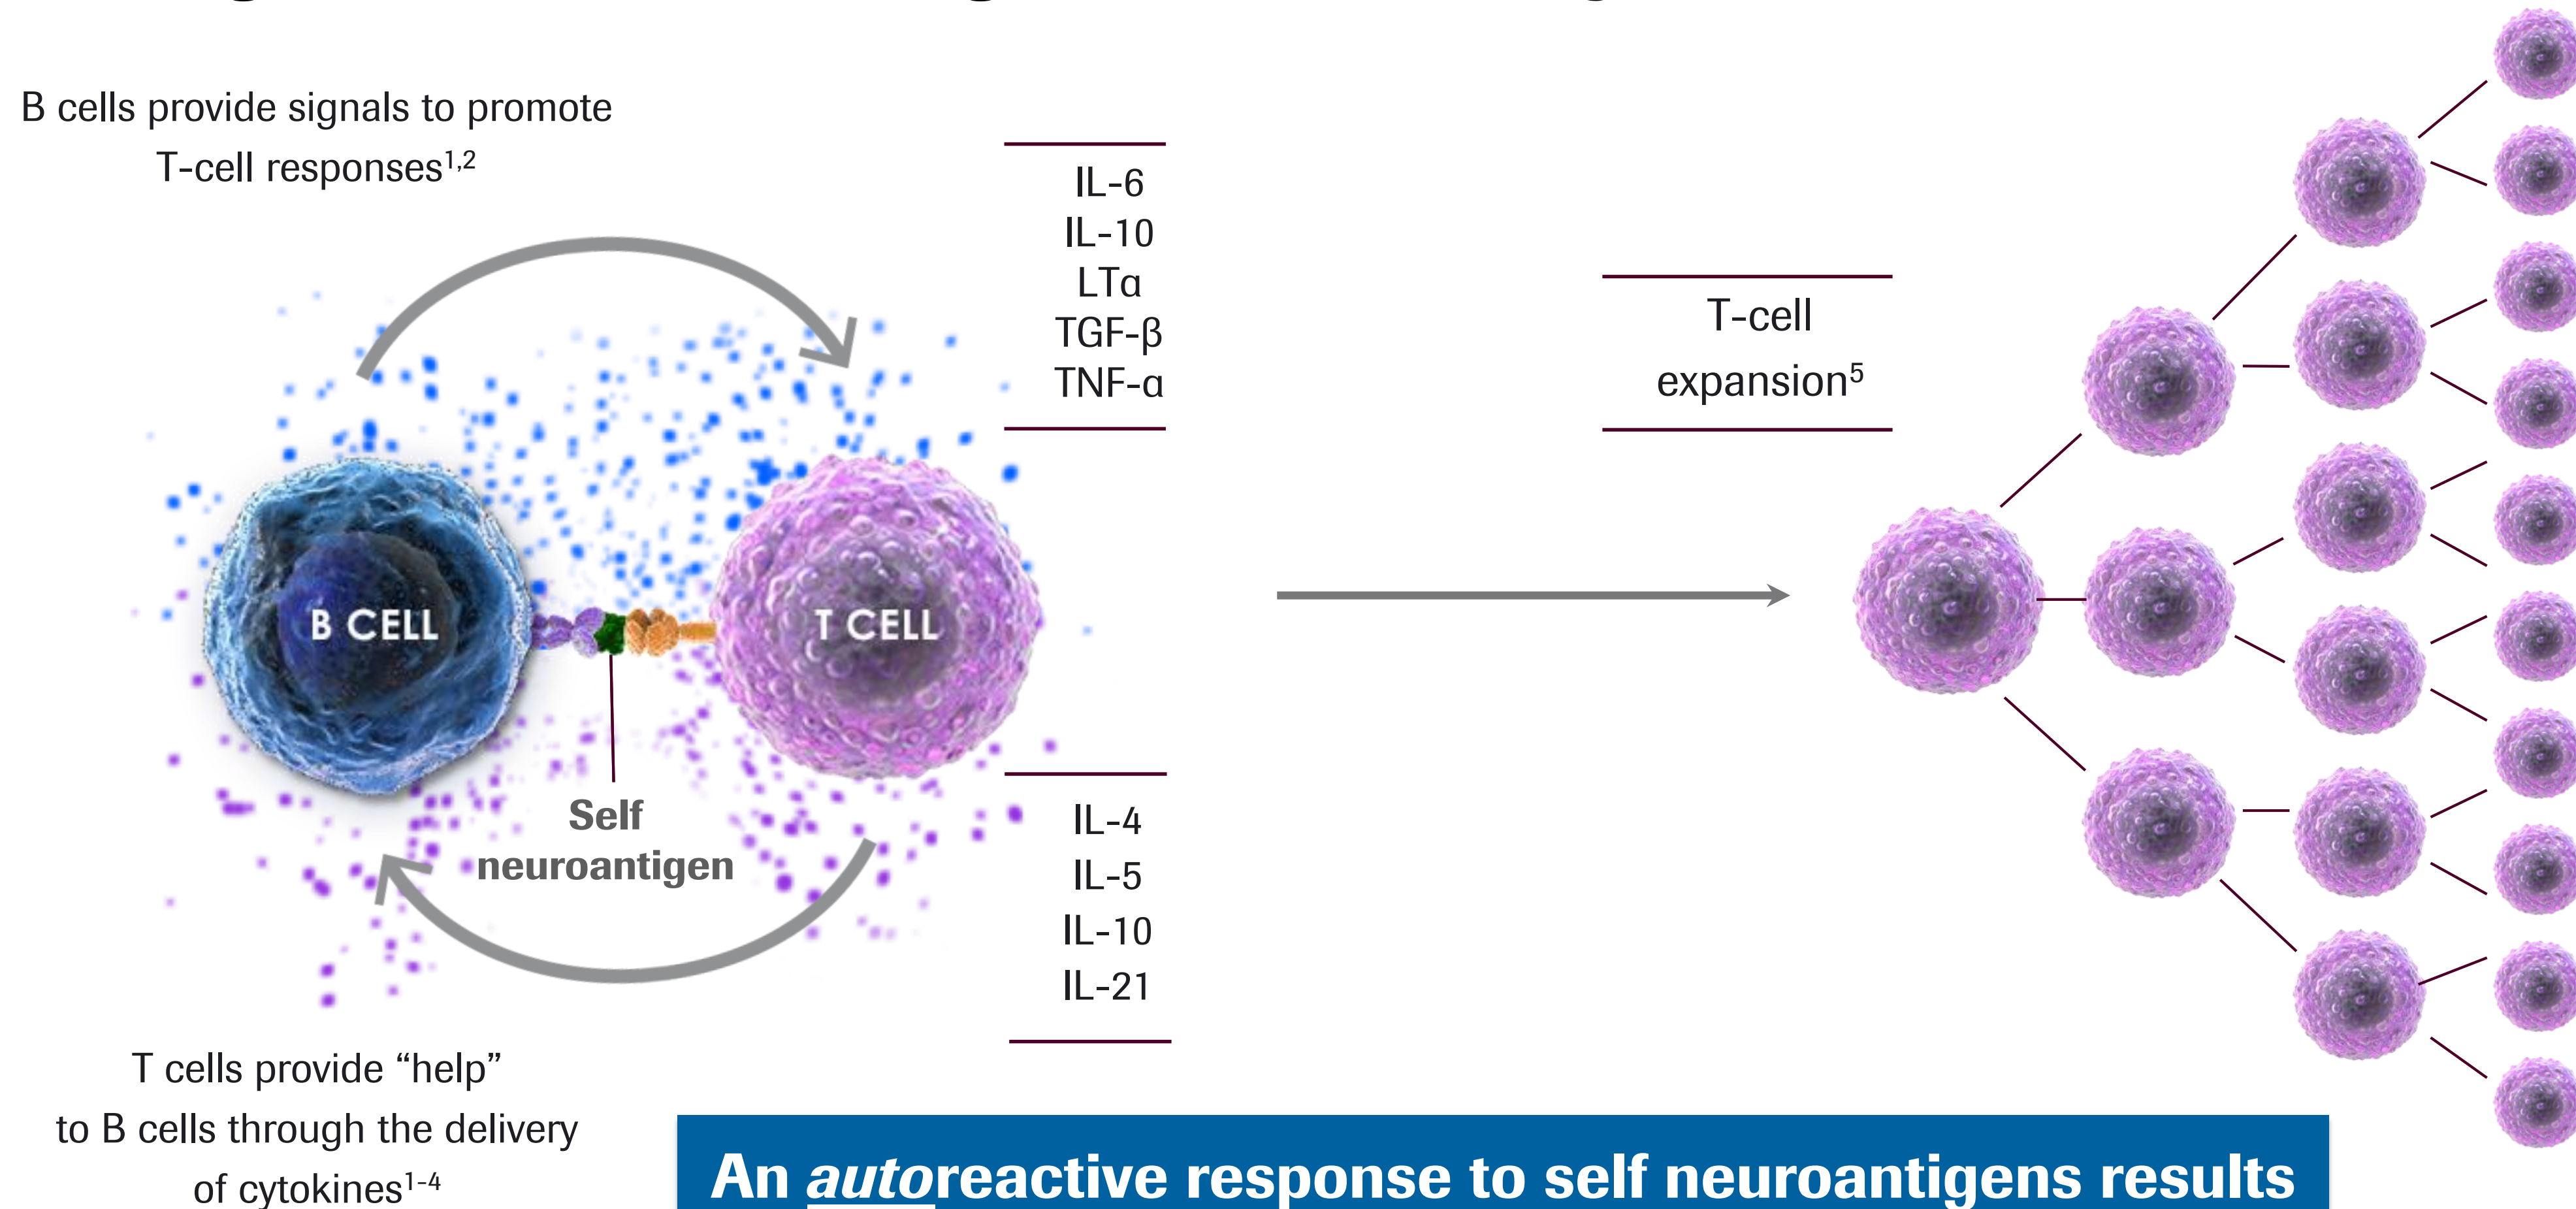 B cells provide signals to promote
T-cell responses1,2
IL-6
IL-10
LTα
TGF-β
TNF-α
T-cell
expansion5
B CELL
T CELL
Self
neuroantigen
IL-4
IL-5
IL-10
IL-21
T cells provide “help”
to B cells through the delivery
of cytokines1-4
An autoreactive response to self neuroantigens results